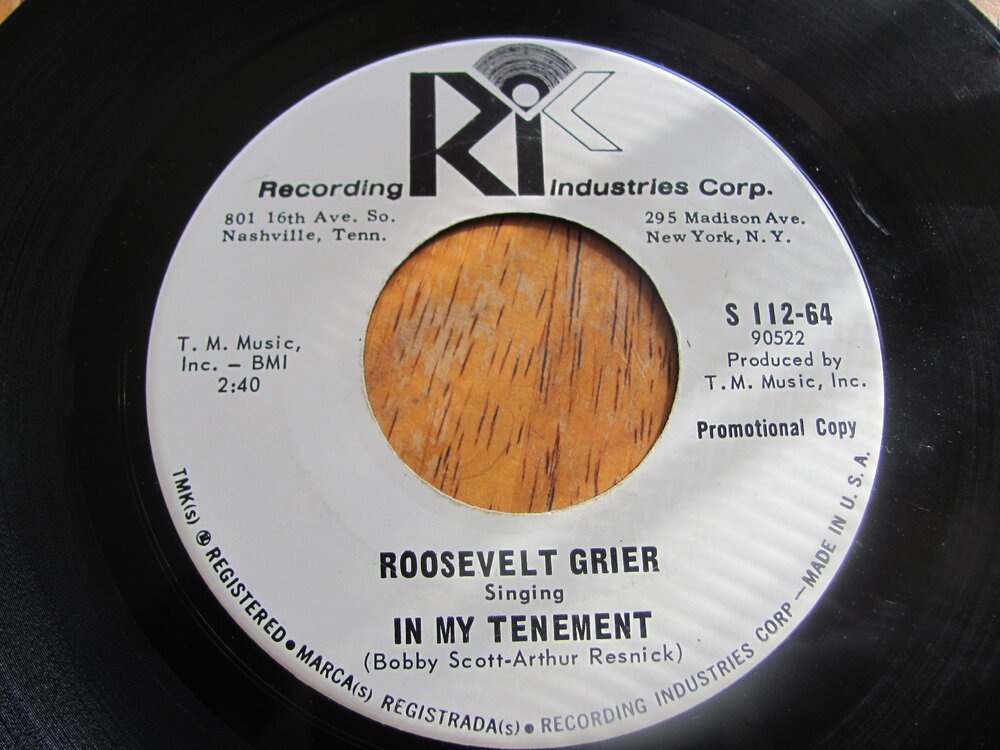 RIC
Recording Industries Corp.
801 16th Ave. So.
Nashville, Tenn.
295 Madison Ave.
New York, N. Y.
T. M. Music,
Inc. — BMI
2:40
S 112-64
90522
Produced by
T.M. Music, Inc.
Promotional Copy
ROOSEVELT GRIER
Singing
IN MY TENEMENT
(Bobby Scott-Arthur Resnick)
TMK(s) ® REGISTERED • MARCA(s) REGISTRADA(s) • RECORDING INDUSTRIES CORP — MADE IN U. S. A.